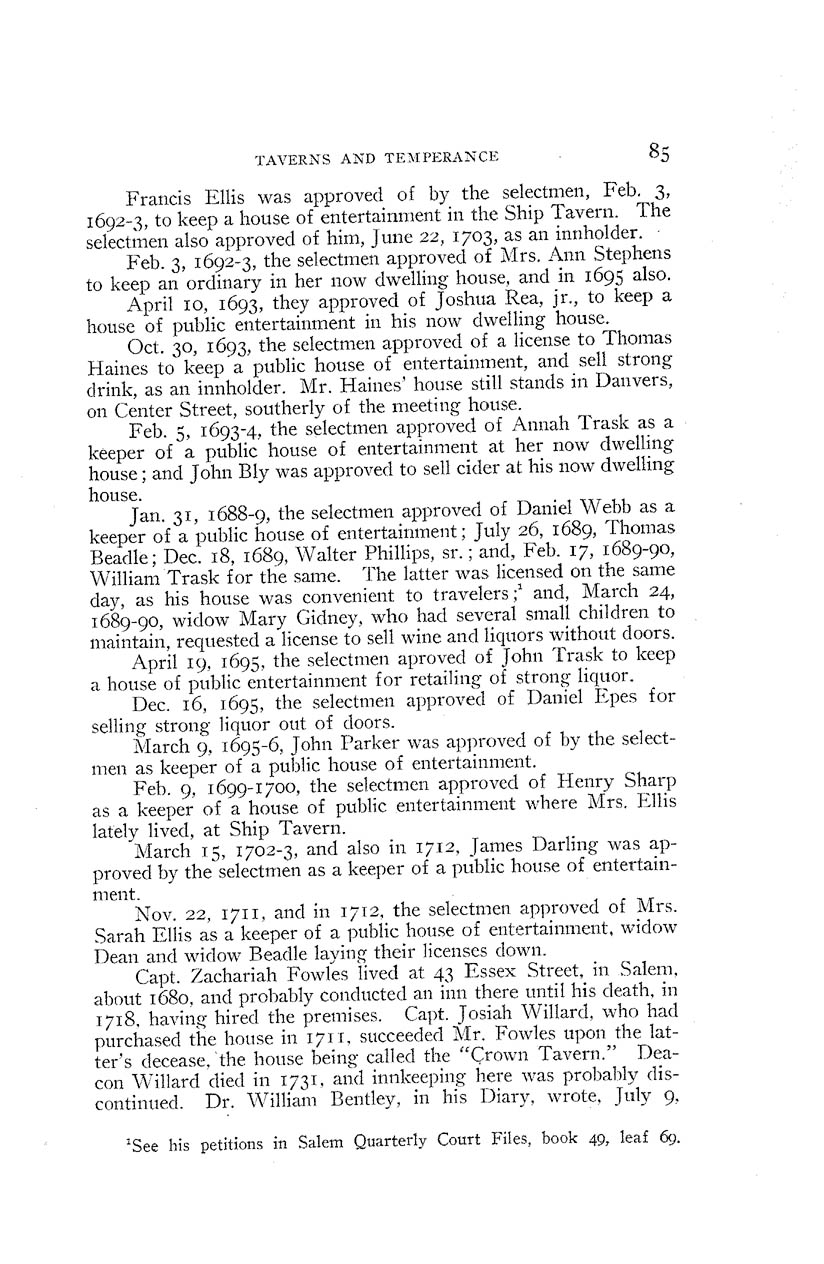 TAVERNS AND TEMPERANCE 85
Francis Ellis was approved of by the selectmen, Feb. 3,
1692-3, to keep a house of entertainment in the Ship Tavern. The
selectmen also approved of him, June 22, 1703, as an innholder.
Feb. 3, 1692-3, the selectmen approved of Mrs. Ann Stephens
to keep an ordinary in her now dwelling house, and in 1695 also.
April 10, 1693, they approved of Joshua Rea, jr., to keep a
house of public entertainment in his now dwelling house.
Oct. 30, 1693, the selectmen approved of a license to Thomas
Haines to keep a public house of entertainment, and sell strong
drink, as an innholder. Mr. Haines' house still stands in Danvers,
on Center Street, southerly of the meeting house.
Feb. 5, 1693-4, the selectmen approved of Annah Trask as a
keeper of a public house of entertainment at her now dwelling
house; and John Bly was approved to sell cider at his now dwelling
house.
Jan. 31, 1688-9, the selectmen approved of Daniel Webb as a
keeper of a public house of entertainment; July 26, 1689, Thomas
Beadle; Dec. 18, 1689, Walter Phillips, sr.; and, Feb. 17, 1689-90,
William Trask for the same. The latter was licensed on the same
day, as his house was convenient to travelers;¹ and, March 24,
1689-90, widow Mary Gidney, who had several small children to
maintain, requested a license to sell wine and liquors without doors.
April 19, 1695, the selectmen aproved of John Trask to keep
a house of public entertainment for retailing of strong liquor.
Dec. 16, 1695, the selectmen approved of Daniel Epes for
selling strong liquor out of doors.
March 9, 1695-6, John Parker was approved of by the select-
men as keeper of a public house of entertainment.
Feb. 9, 1699-1700, the selectmen approved of Henry Sharp
as a keeper of a house of public entertainment where Mrs. Ellis
lately lived, at Ship Tavern.
March 15, 1702-3, and also in 1712, James Darling was ap-
proved by the selectmen as a keeper of a public house of entertain-
ment.
Nov. 22, 1711, and in 1712, the selectmen approved of Mrs.
Sarah Ellis as a keeper of a public house of entertainment, widow
Dean and widow Beadle laying their licenses down.
Capt. Zachariah Fowles lived at 43 Essex Street, in Salem,
about 1680, and probably conducted an inn there until his death, in
1718, having hired the premises. Capt. Josiah Willard, who had
purchased the house in 1711, succeeded Mr. Fowles upon the lat-
ter's decease, the house being called the "Crown Tavern." Dea-
con Willard died in 1731, and innkeeping here was probably dis-
continued. Dr. William Bentley, in his Diary, wrote, July 9,
¹See his petitions in Salem Quarterly Court Files, book 49, leaf 69.